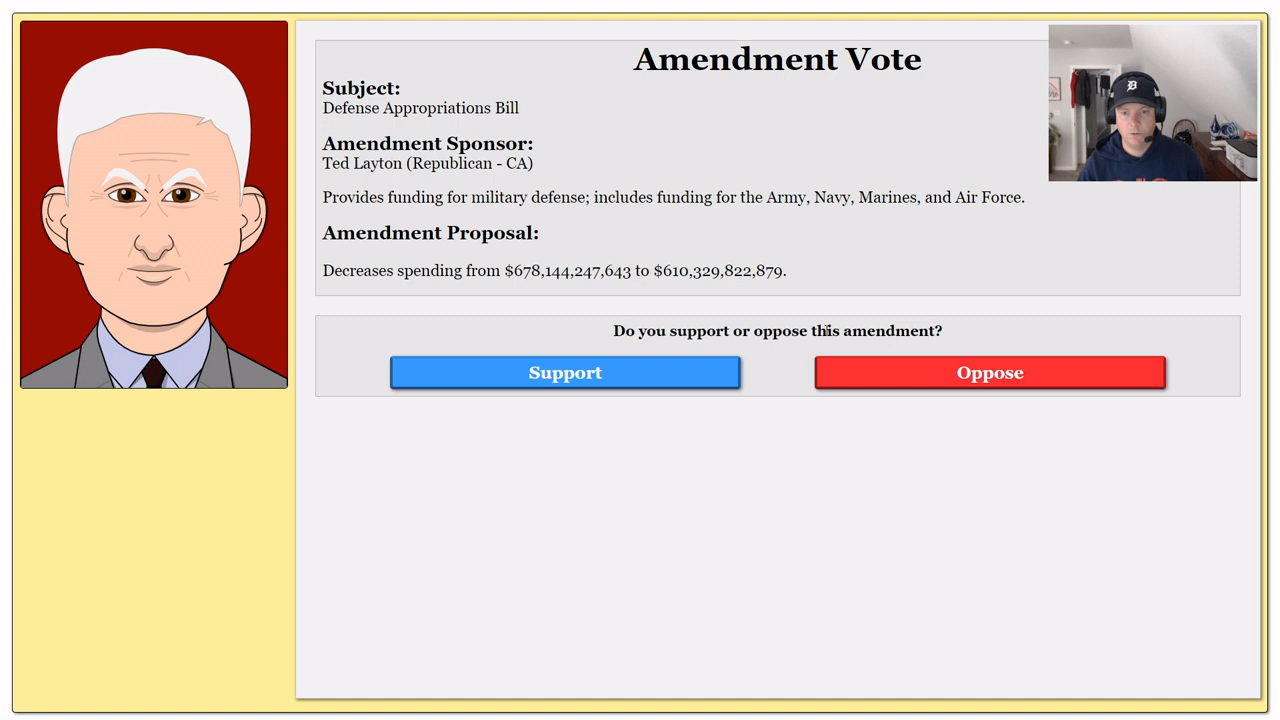 Amendment Vote
Subject:
Defense Appropriations Bill
Amendment Sponsor:
Ted Layton (Republican - CA)
Provides funding for military defense; includes funding for the Army, Navy, Marines, and Air Force.
Amendment Proposal:
Decreases spending from $678,144,247,643 to $610,329,822,879.
Do you support or oppose this amendment?
Support
Oppose